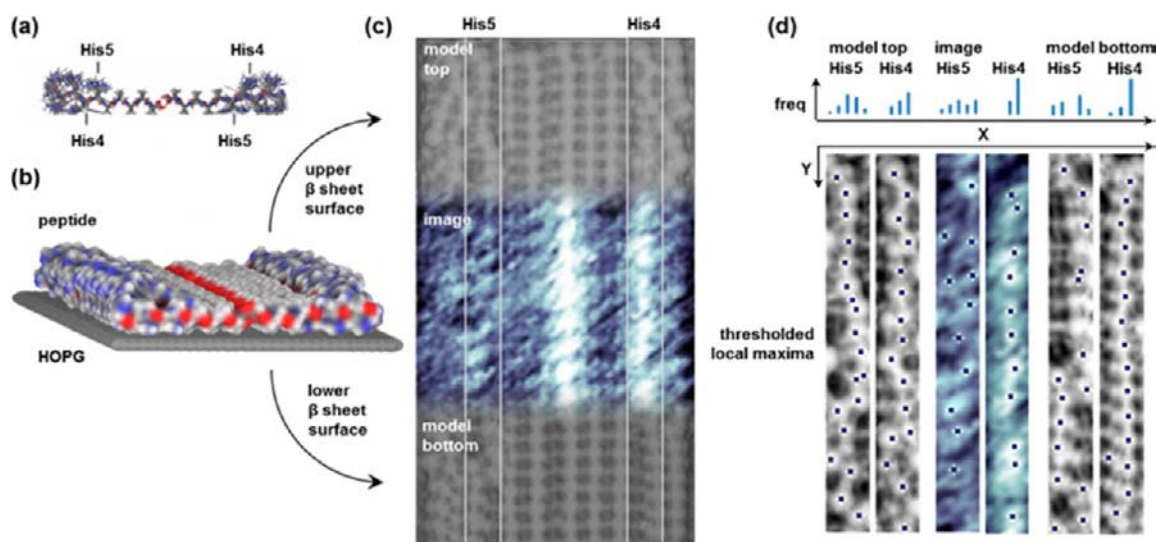 (a)
His5
His4
His4
His5
(b)
peptide
HOPG
upper
β sheet
surface
lower
β sheet
surface
(c)
His5
His4
model
top
image
model
bottom
(d)
model top
image
model bottom
His5
His4
His5
His4
His5
His4
freq
X
Y
thresholded
local maxima